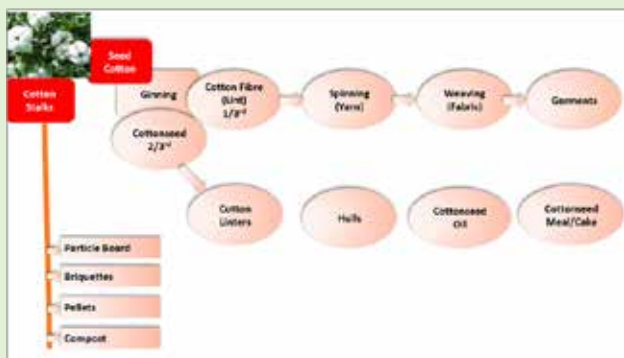 Seed
Cotton
Cotton
Stalks
Ginning
Cotton Fibre
(Lint)
1/3rd
Spinning
(Yarn)
Weaving
(Fabric)
Garments
Cottonseed
2/3rd
Cotton
Linters
Hulls
Cottonseed
Oil
Cottonseed
Meal/Cake
Particle Board
Briquettes
Pellets
Compost